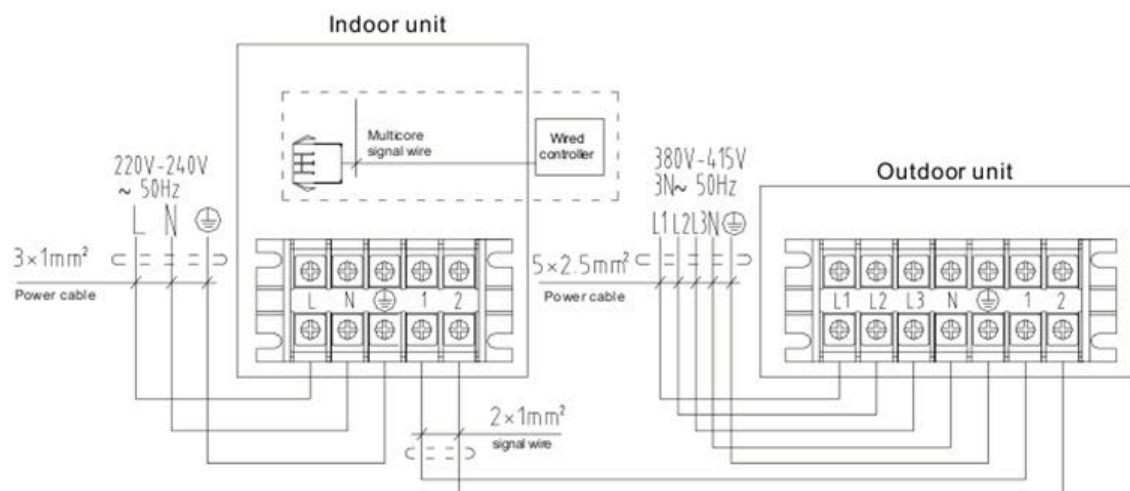 Indoor unit
Multicore
signal wire
Wired
controller
220V-240V
~ 50Hz
L N
3×1mm²
Power cable
L N 1 2
2×1mm²
signal wire
380V-415V
3N~ 50Hz
L1 L2 L3 N
5×2.5mm²
Power cable
Outdoor unit
L1 L2 L3 N 1 2